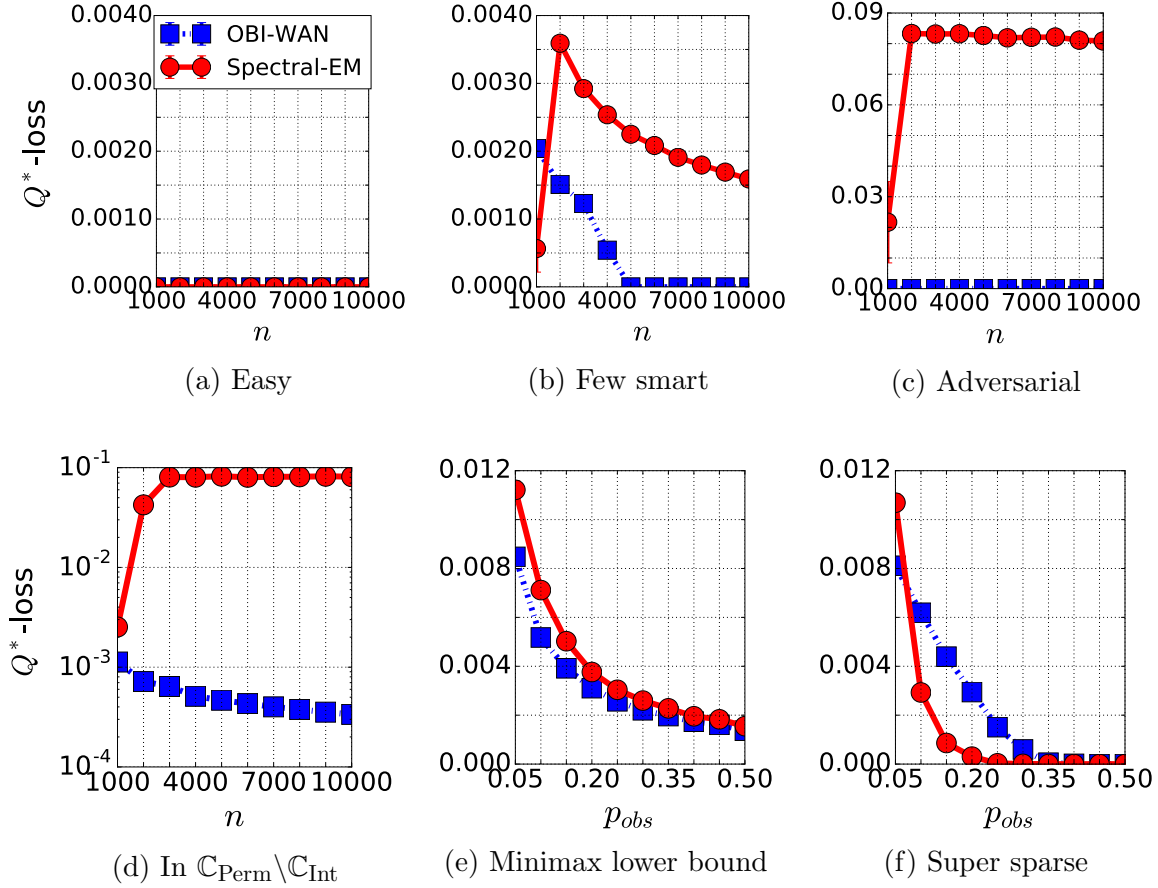 0.0040
0.0030
0.0020
0.0010
0.0000
Q*-loss
OBI-WAN
Spectral-EM
1000 4000 7000 10000
n
(a) Easy
0.0040
0.0030
0.0020
0.0010
0.0000
1000 4000 7000 10000
n
(b) Few smart
0.09
0.06
0.03
0.00
1000 4000 7000 10000
n
(c) Adversarial
10^-1
10^-2
10^-3
10^-4
Q*-loss
1000 4000 7000 10000
n
(d) In ℂ_Perm\ℂ_Int
0.012
0.008
0.004
0.000
0.05 0.20 0.35 0.50
p_obs
(e) Minimax lower bound
0.012
0.008
0.004
0.000
0.05 0.20 0.35 0.50
p_obs
(f) Super sparse